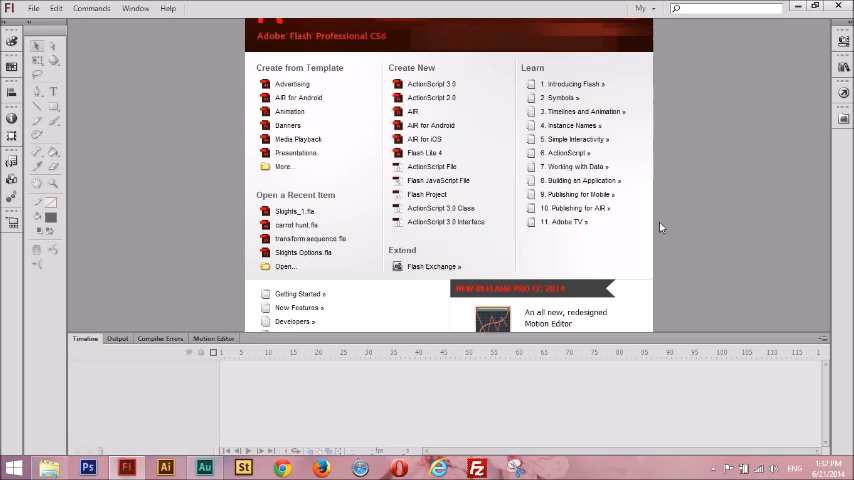 Fl File Commands Window Help My
Adobe® Flash® Professional CS6
Create from Template
Advertising
AIR for Android
Animation
Banners
Media Playback
Presentations
More...
Open a Recent Item
Skights_1.fla
carrot hunt.fla
transform sequence.fla
Skights Options.fla
Open...
Create New
ActionScript 3.0
ActionScript 2.0
AIR
AIR for Android
AIR for iOS
Flash Lite 4
ActionScript File
Flash JavaScript File
Flash Project
ActionScript 3.0 Class
ActionScript 3.0 Interface
Extend
Flash Exchange »
Learn
1. Introducing Flash »
2. Symbols »
3. Timelines and Animation »
4. Instance Names »
5. Simple Interactivity »
6. ActionScript »
7. Working with Data »
8. Building an Application »
9. Publishing for Mobile »
10. Publishing for AIR »
11. Adobe TV »
Getting Started »
New Features »
Developers »
NEW IN FLASH PRO CC 2014
An all new, redesigned
Motion Editor
Timeline Output Compiler Errors Motion Editor
1 5 10 15 20 25 30 35 40 45 50 55 60 65 70 75 80 85 90 95 100 105 110 115 1
fps s
Ps Fl Ai Au St Fz
ENG
1:32 PM
6/21/2014